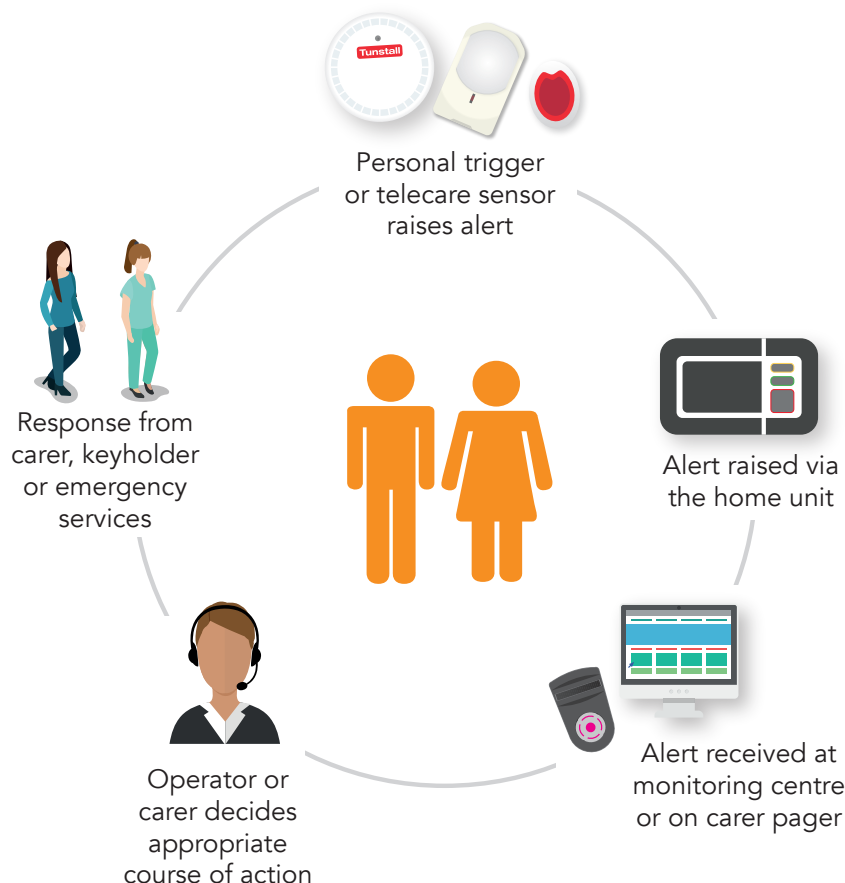 Tunstall
Personal trigger
or telecare sensor
raises alert
Alert raised via
the home unit
Alert received at
monitoring centre
or on carer pager
Operator or
carer decides
appropriate
course of action
Response from
carer, keyholder
or emergency
services